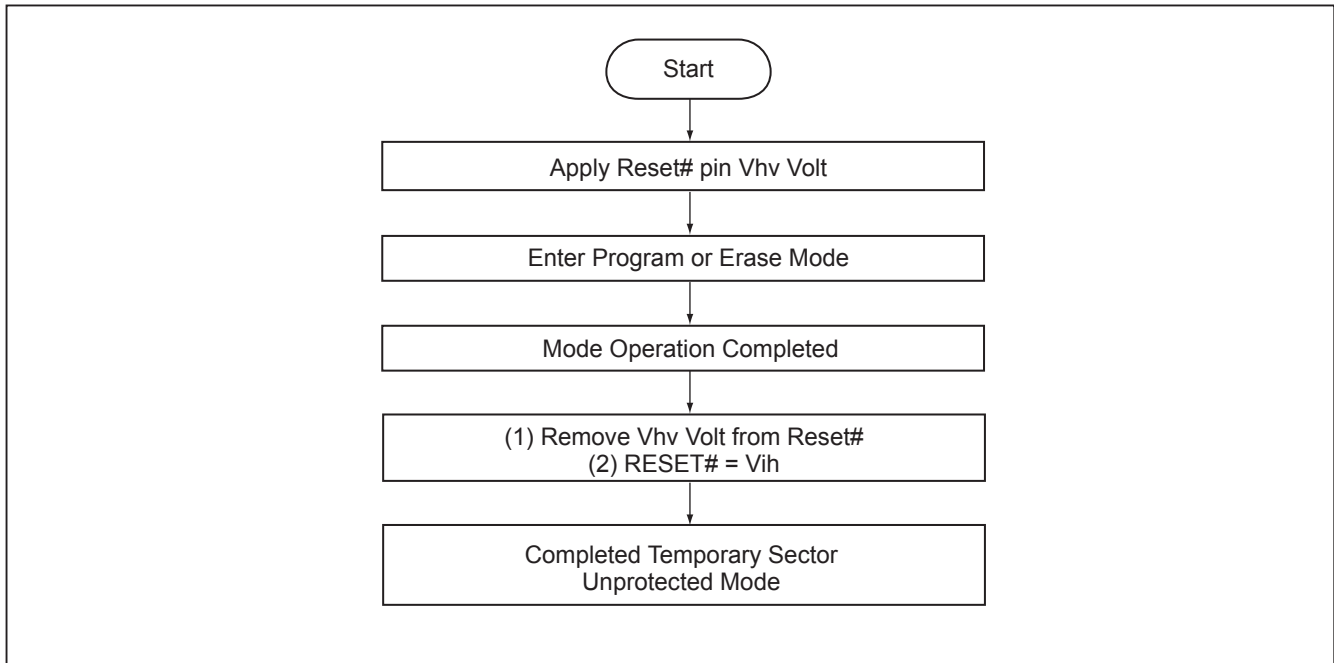 Start
Apply Reset# pin Vhv Volt
Enter Program or Erase Mode
Mode Operation Completed
(1) Remove Vhv Volt from Reset#
(2) RESET# = Vih
Completed Temporary Sector
Unprotected Mode